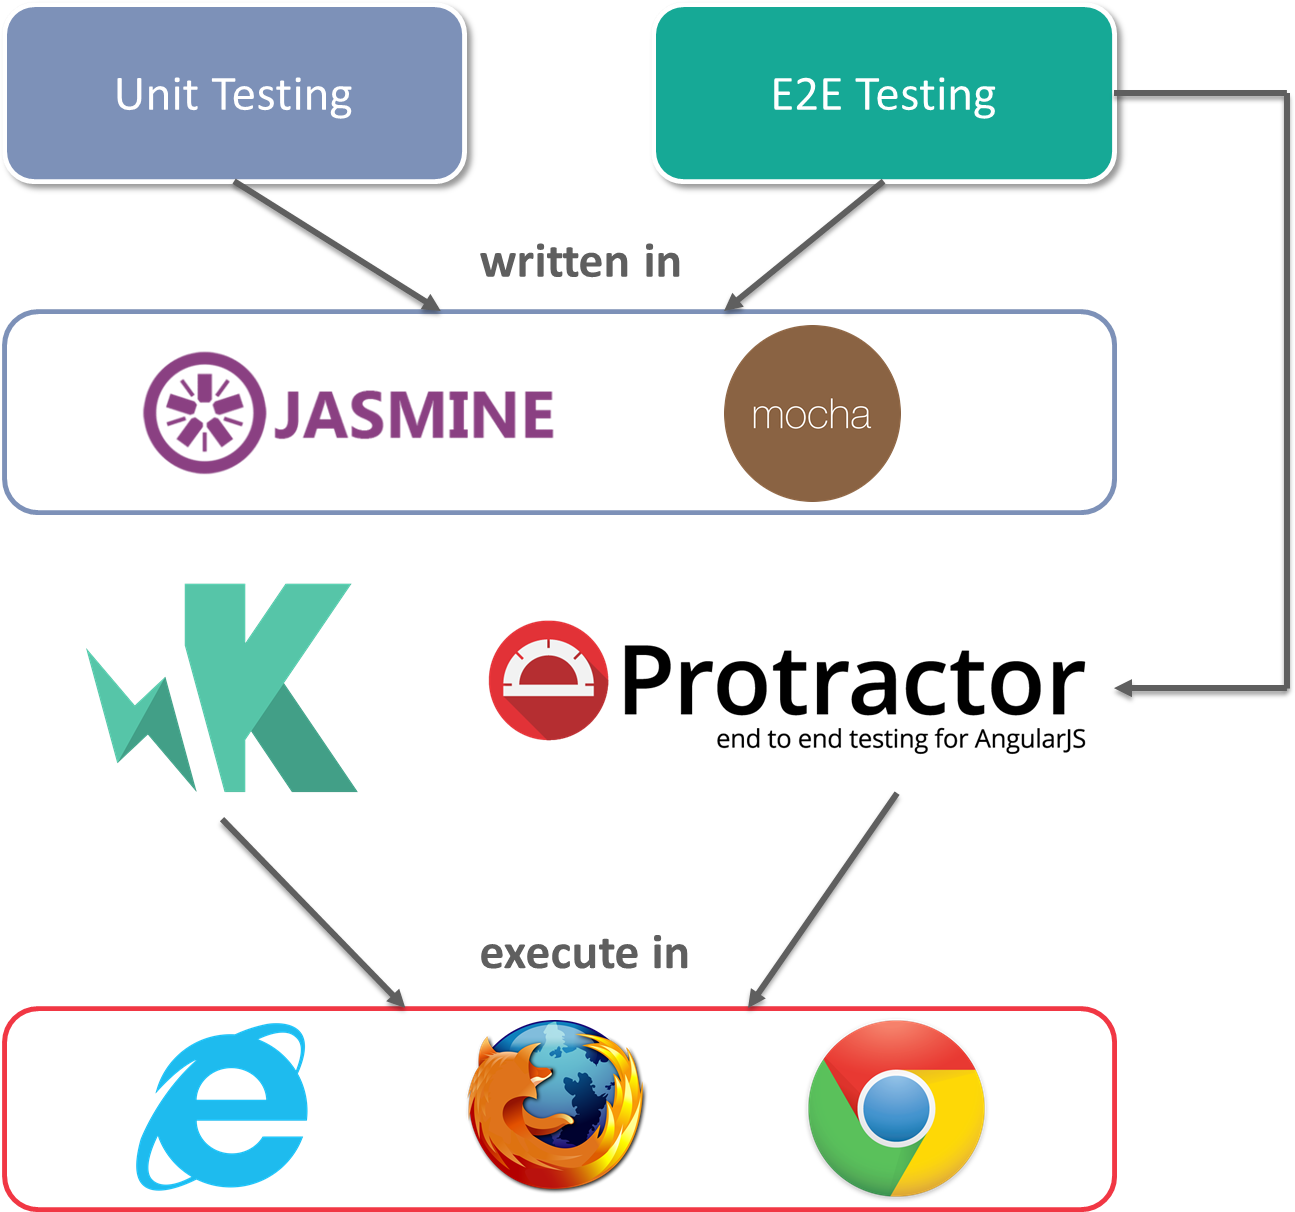 Unit Testing
E2E Testing
written in
JASMINE
mocha
K
Protractor
end to end testing for AngularJS
execute in